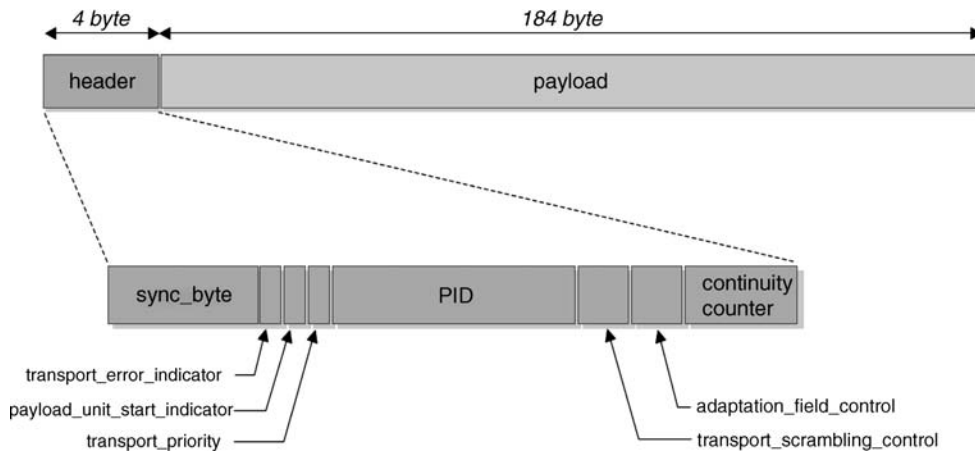 4 byte
184 byte
header
payload
sync_byte
PID
continuity
counter
transport_error_indicator
payload_unit_start_indicator
adaptation_field_control
transport_priority
transport_scrambling_control